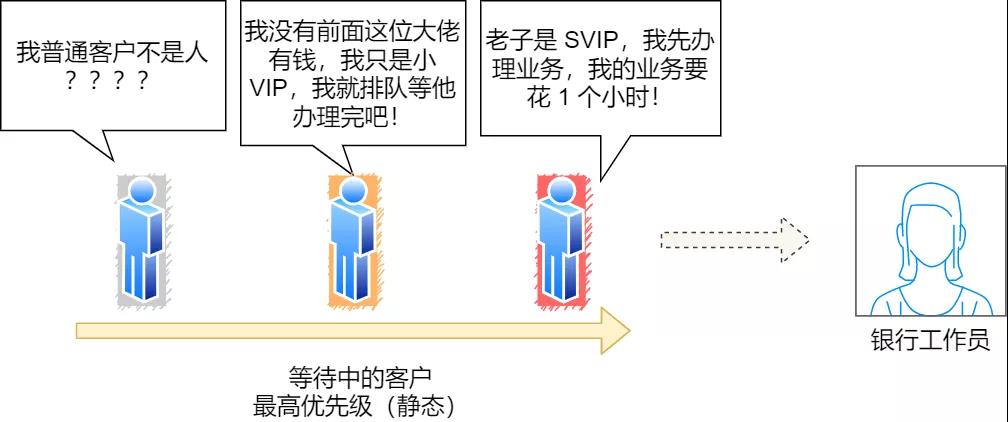 我普通客户不是人
？？？？
我没有前面这位大佬
有钱，我只是小
VIP，我就排队等他
办理完吧！
老子是 SVIP，我先办
理业务，我的业务要
花 1 个小时！
银行工作员
等待中的客户
最高优先级（静态）